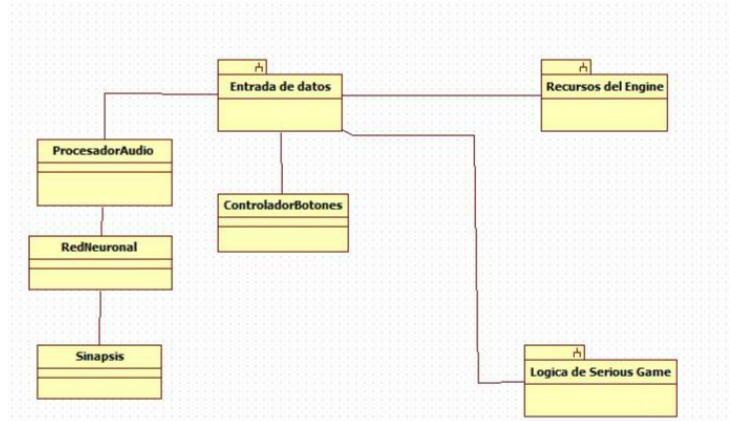 Entrada de datos
Recursos del Engine
ProcesadorAudio
ControladorBotones
RedNeuronal
Sinapsis
Logica de Serious Game